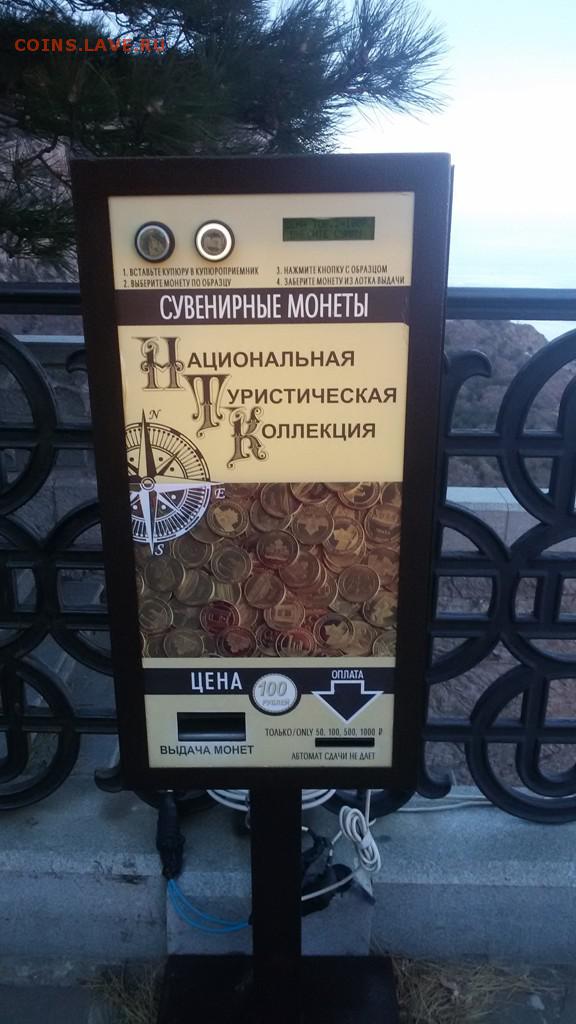 COINS.LAVE.RU
1. ВСТАВЬТЕ КУПЮРУ В КУПЮРОПРИЕМНИК
2. ВЫБЕРИТЕ МОНЕТУ ПО ОБРАЗЦУ
3. НАЖМИТЕ КНОПКУ С ОБРАЗЦОМ
4. ЗАБЕРИТЕ МОНЕТУ ИЗ ЛОТКА ВЫДАЧИ
СУВЕНИРНЫЕ МОНЕТЫ
НАЦИОНАЛЬНАЯ
ТУРИСТИЧЕСКАЯ
КОЛЛЕКЦИЯ
N
E
S
ЦЕНА
100
РУБЛЕЙ
ОПЛАТА
ТОЛЬКО/ONLY 50, 100, 500, 1000 ₽
ВЫДАЧА МОНЕТ
АВТОМАТ СДАЧИ НЕ ДАЕТ